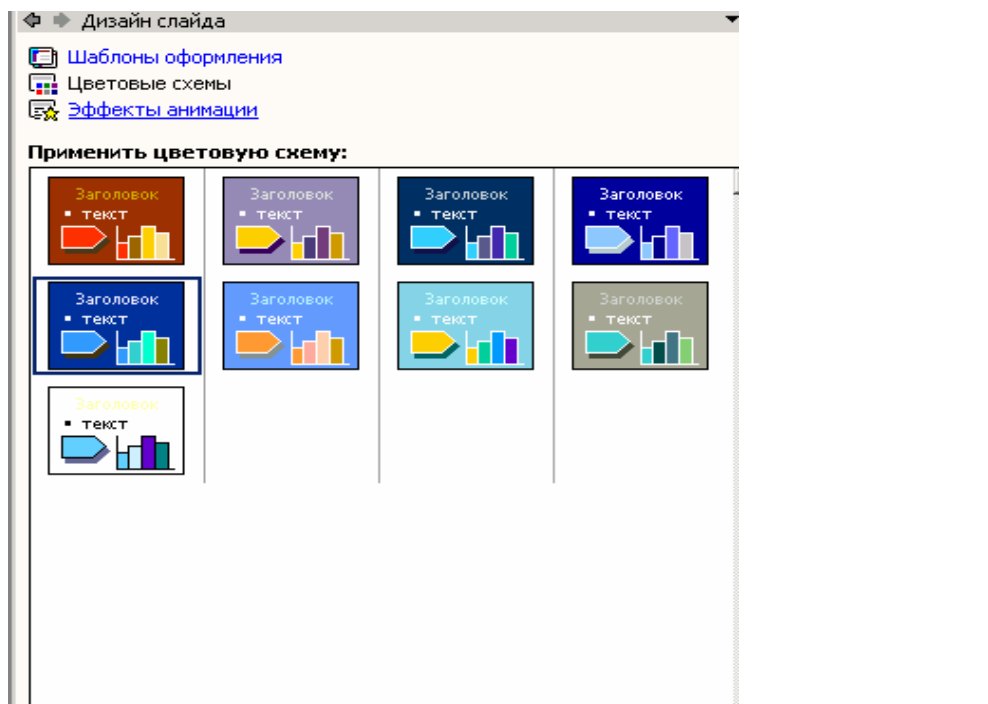 Дизайн слайда
Шаблоны оформления
Цветовые схемы
Эффекты анимации
Применить цветовую схему:
Заголовок Заголовок Заголовок Заголовок
▪ текст ▪ текст ▪ текст ▪ текст
Заголовок Заголовок Заголовок Заголовок
▪ текст ▪ текст ▪ текст ▪ текст
Заголовок
▪ текст